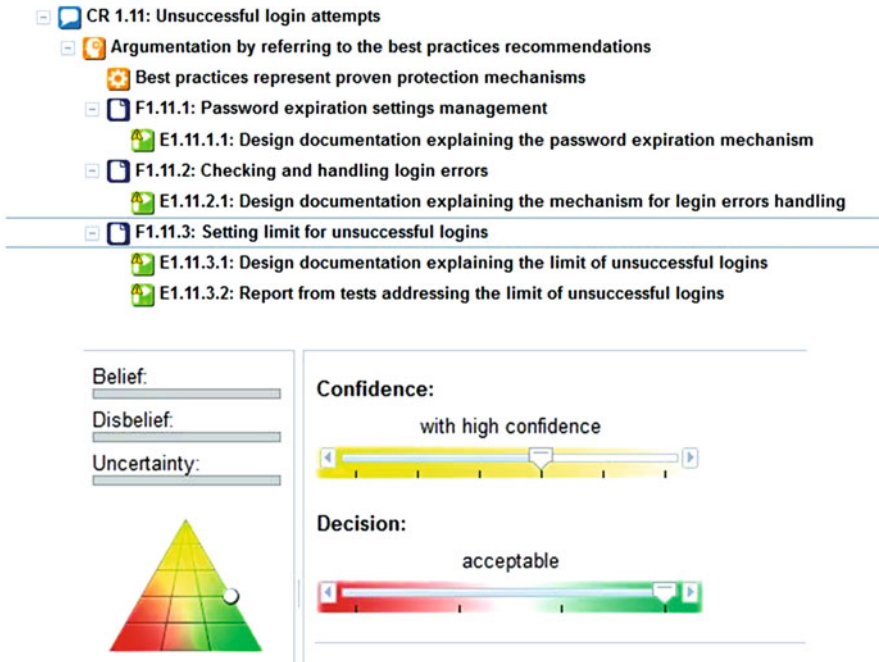 CR 1.11: Unsuccessful login attempts
Argumentation by referring to the best practices recommendations
Best practices represent proven protection mechanisms
F1.11.1: Password expiration settings management
E1.11.1.1: Design documentation explaining the password expiration mechanism
F1.11.2: Checking and handling login errors
E1.11.2.1: Design documentation explaining the mechanism for legin errors handling
F1.11.3: Setting limit for unsuccessful logins
E1.11.3.1: Design documentation explaining the limit of unsuccessful logins
E1.11.3.2: Report from tests addressing the limit of unsuccessful logins
Belief:
Disbelief:
Uncertainty:
Confidence:
with high confidence
Decision:
acceptable